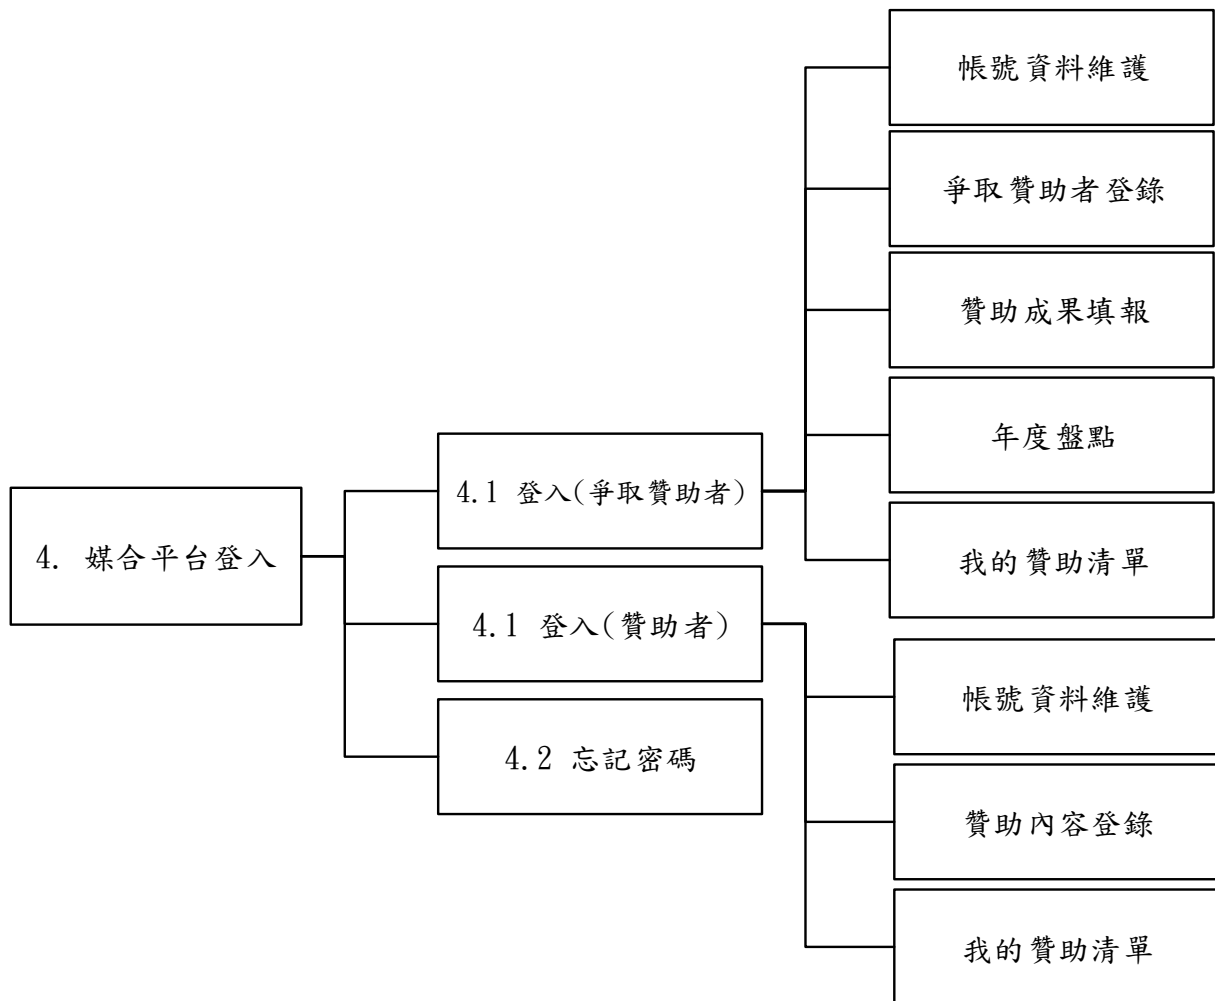 4. 媒合平台登入
4.1 登入(爭取贊助者)
帳號資料維護
爭取贊助者登錄
贊助成果填報
年度盤點
我的贊助清單
4.1 登入(贊助者)
帳號資料維護
贊助內容登錄
我的贊助清單
4.2 忘記密碼